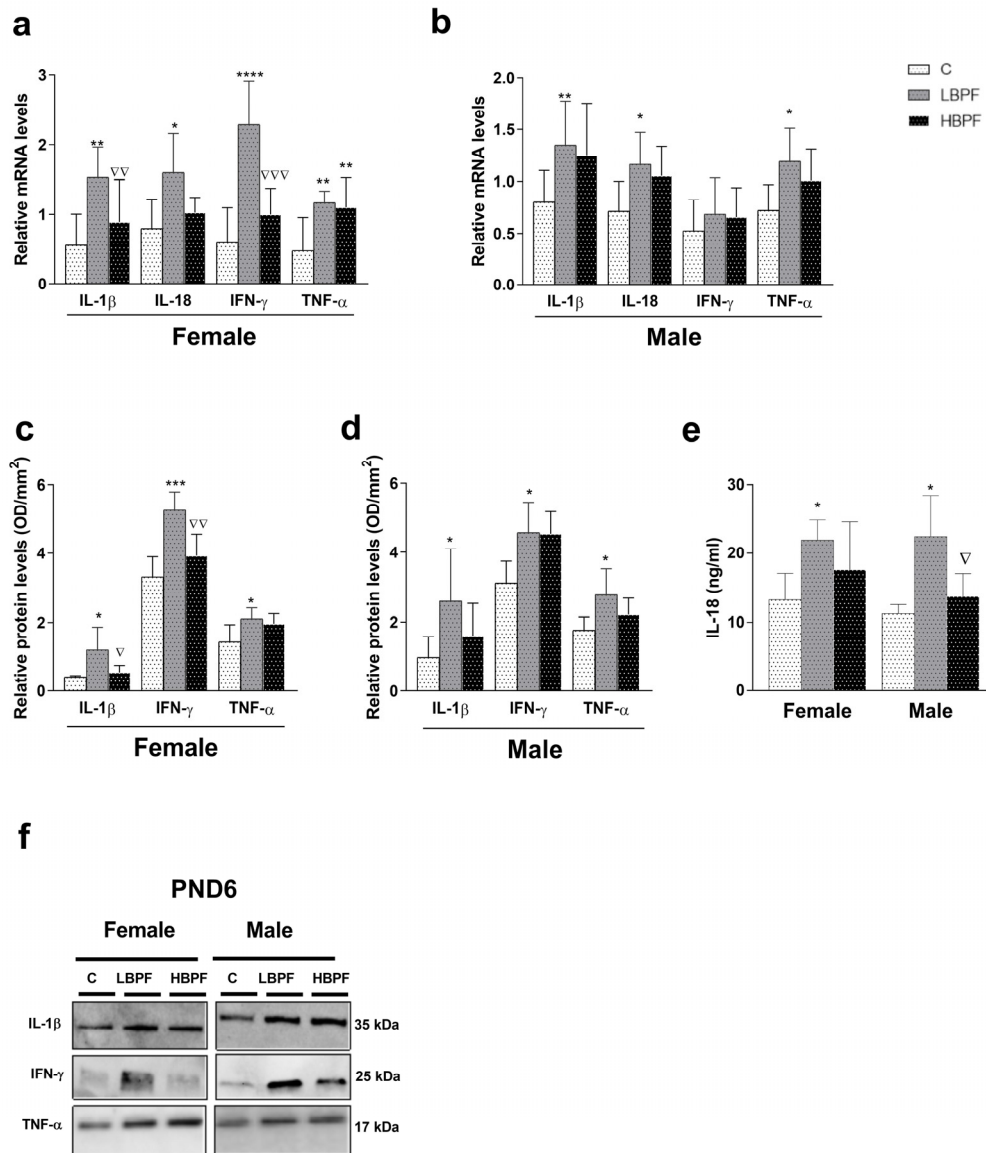 a
Relative mRNA levels
3
2
1
0
**
▽▽
*
****
▽▽▽
**
**
IL-1β IL-18 IFN-γ TNF-α
Female
b
Relative mRNA levels
2.0
1.5
1.0
0.5
0.0
**
*
*
IL-1β IL-18 IFN-γ TNF-α
Male
C
LBPF
HBPF
c
Relative protein levels (OD/mm²)
6
4
2
0
*
▽
***
▽▽
*
IL-1β IFN-γ TNF-α
Female
d
Relative protein levels (OD/mm²)
6
4
2
0
*
*
*
IL-1β IFN-γ TNF-α
Male
e
IL-18 (ng/ml)
30
20
10
0
*
*
▽
Female Male
f
PND6
Female Male
C LBPF HBPF C LBPF HBPF
IL-1β 35 kDa
IFN-γ 25 kDa
TNF-α 17 kDa